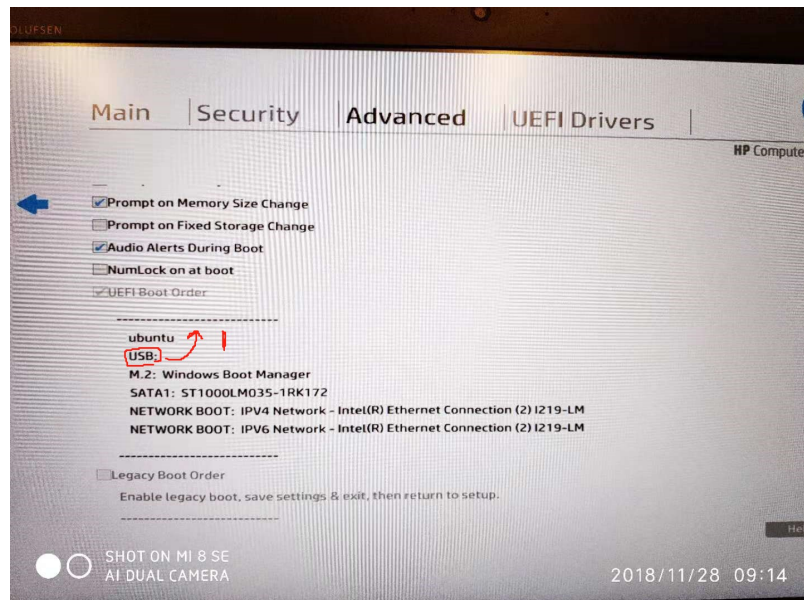 OLUFSEN
Main Security Advanced UEFI Drivers
HP Compute
Prompt on Memory Size Change
Prompt on Fixed Storage Change
Audio Alerts During Boot
NumLock on at boot
UEFI Boot Order
---------------------------
ubuntu 1
USB:
M.2: Windows Boot Manager
SATA1: ST1000LM035-1RK172
NETWORK BOOT: IPV4 Network - Intel(R) Ethernet Connection (2) I219-LM
NETWORK BOOT: IPV6 Network - Intel(R) Ethernet Connection (2) I219-LM
---------------------------
Legacy Boot Order
Enable legacy boot, save settings & exit, then return to setup.
---------------------------
Hel
SHOT ON MI 8 SE
AI DUAL CAMERA
2018/11/28 09:14